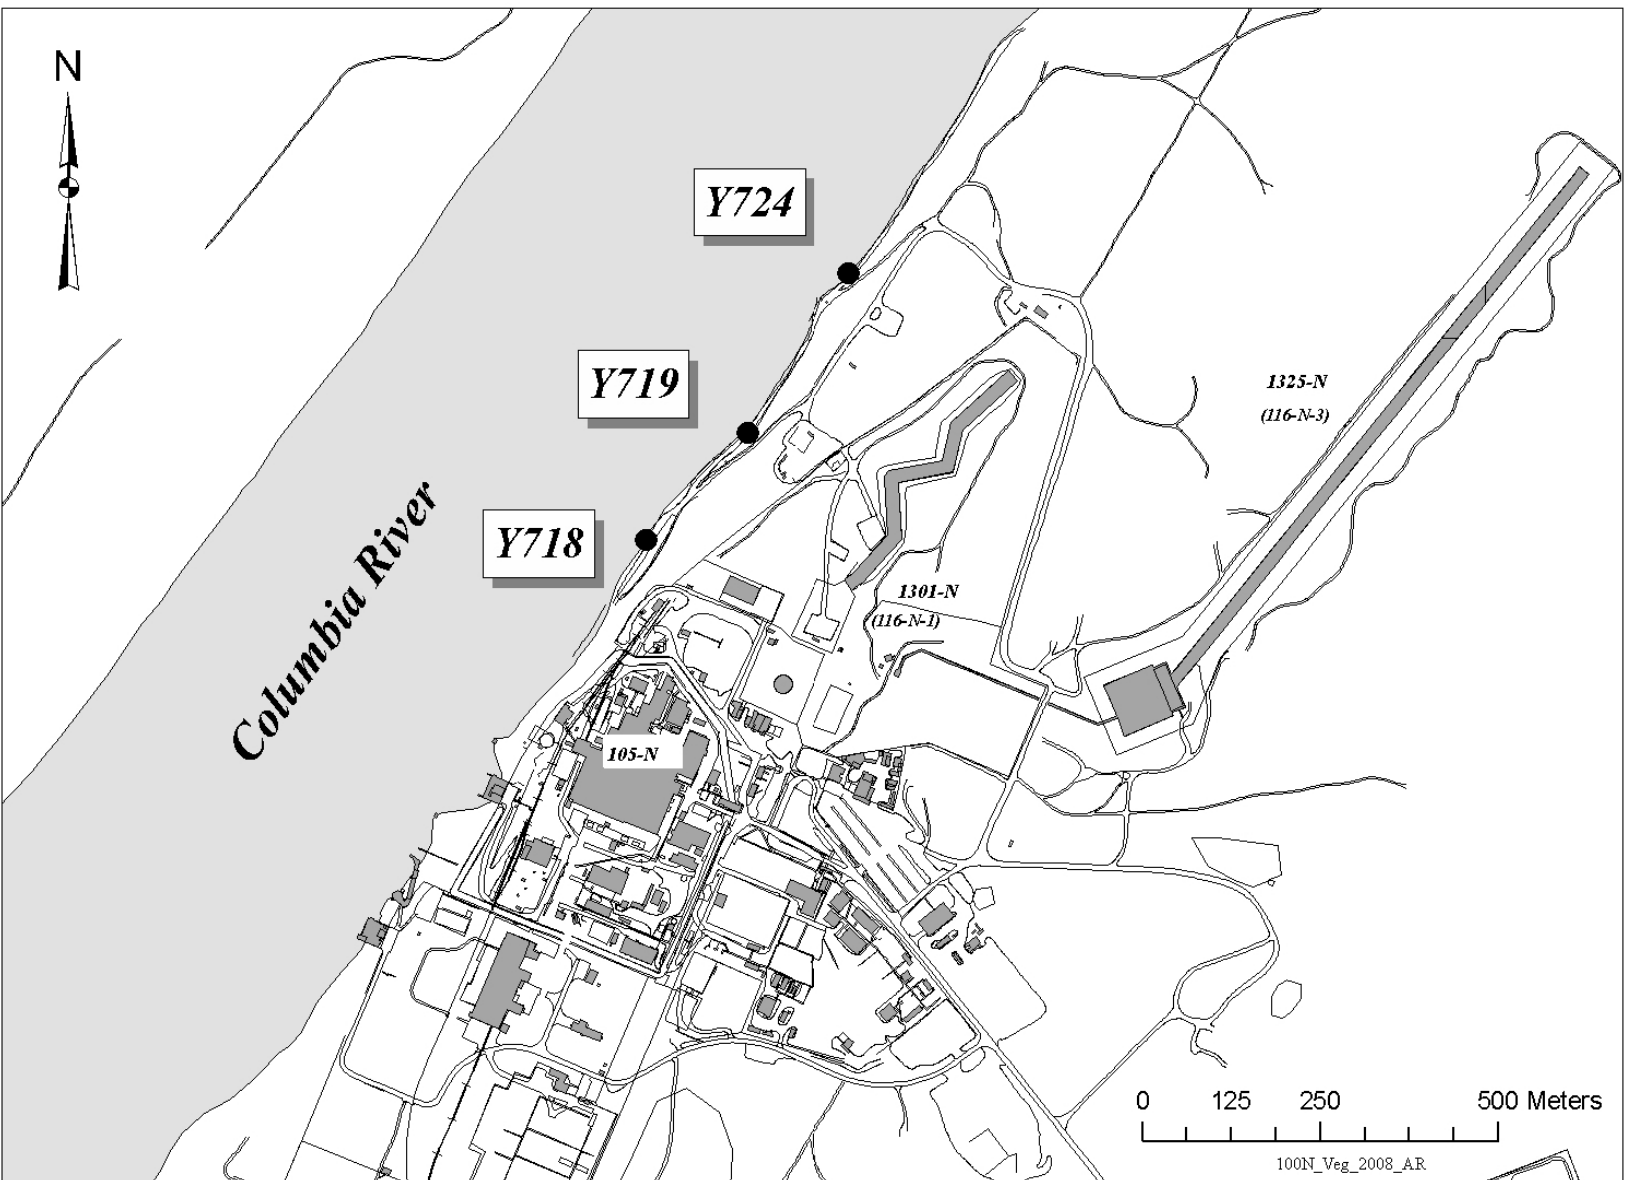 N
Y724
Y719
1325-N
(116-N-3)
Y718
Columbia River
1301-N
(116-N-1)
105-N
0 125 250 500 Meters
100N_Veg_2008_AR